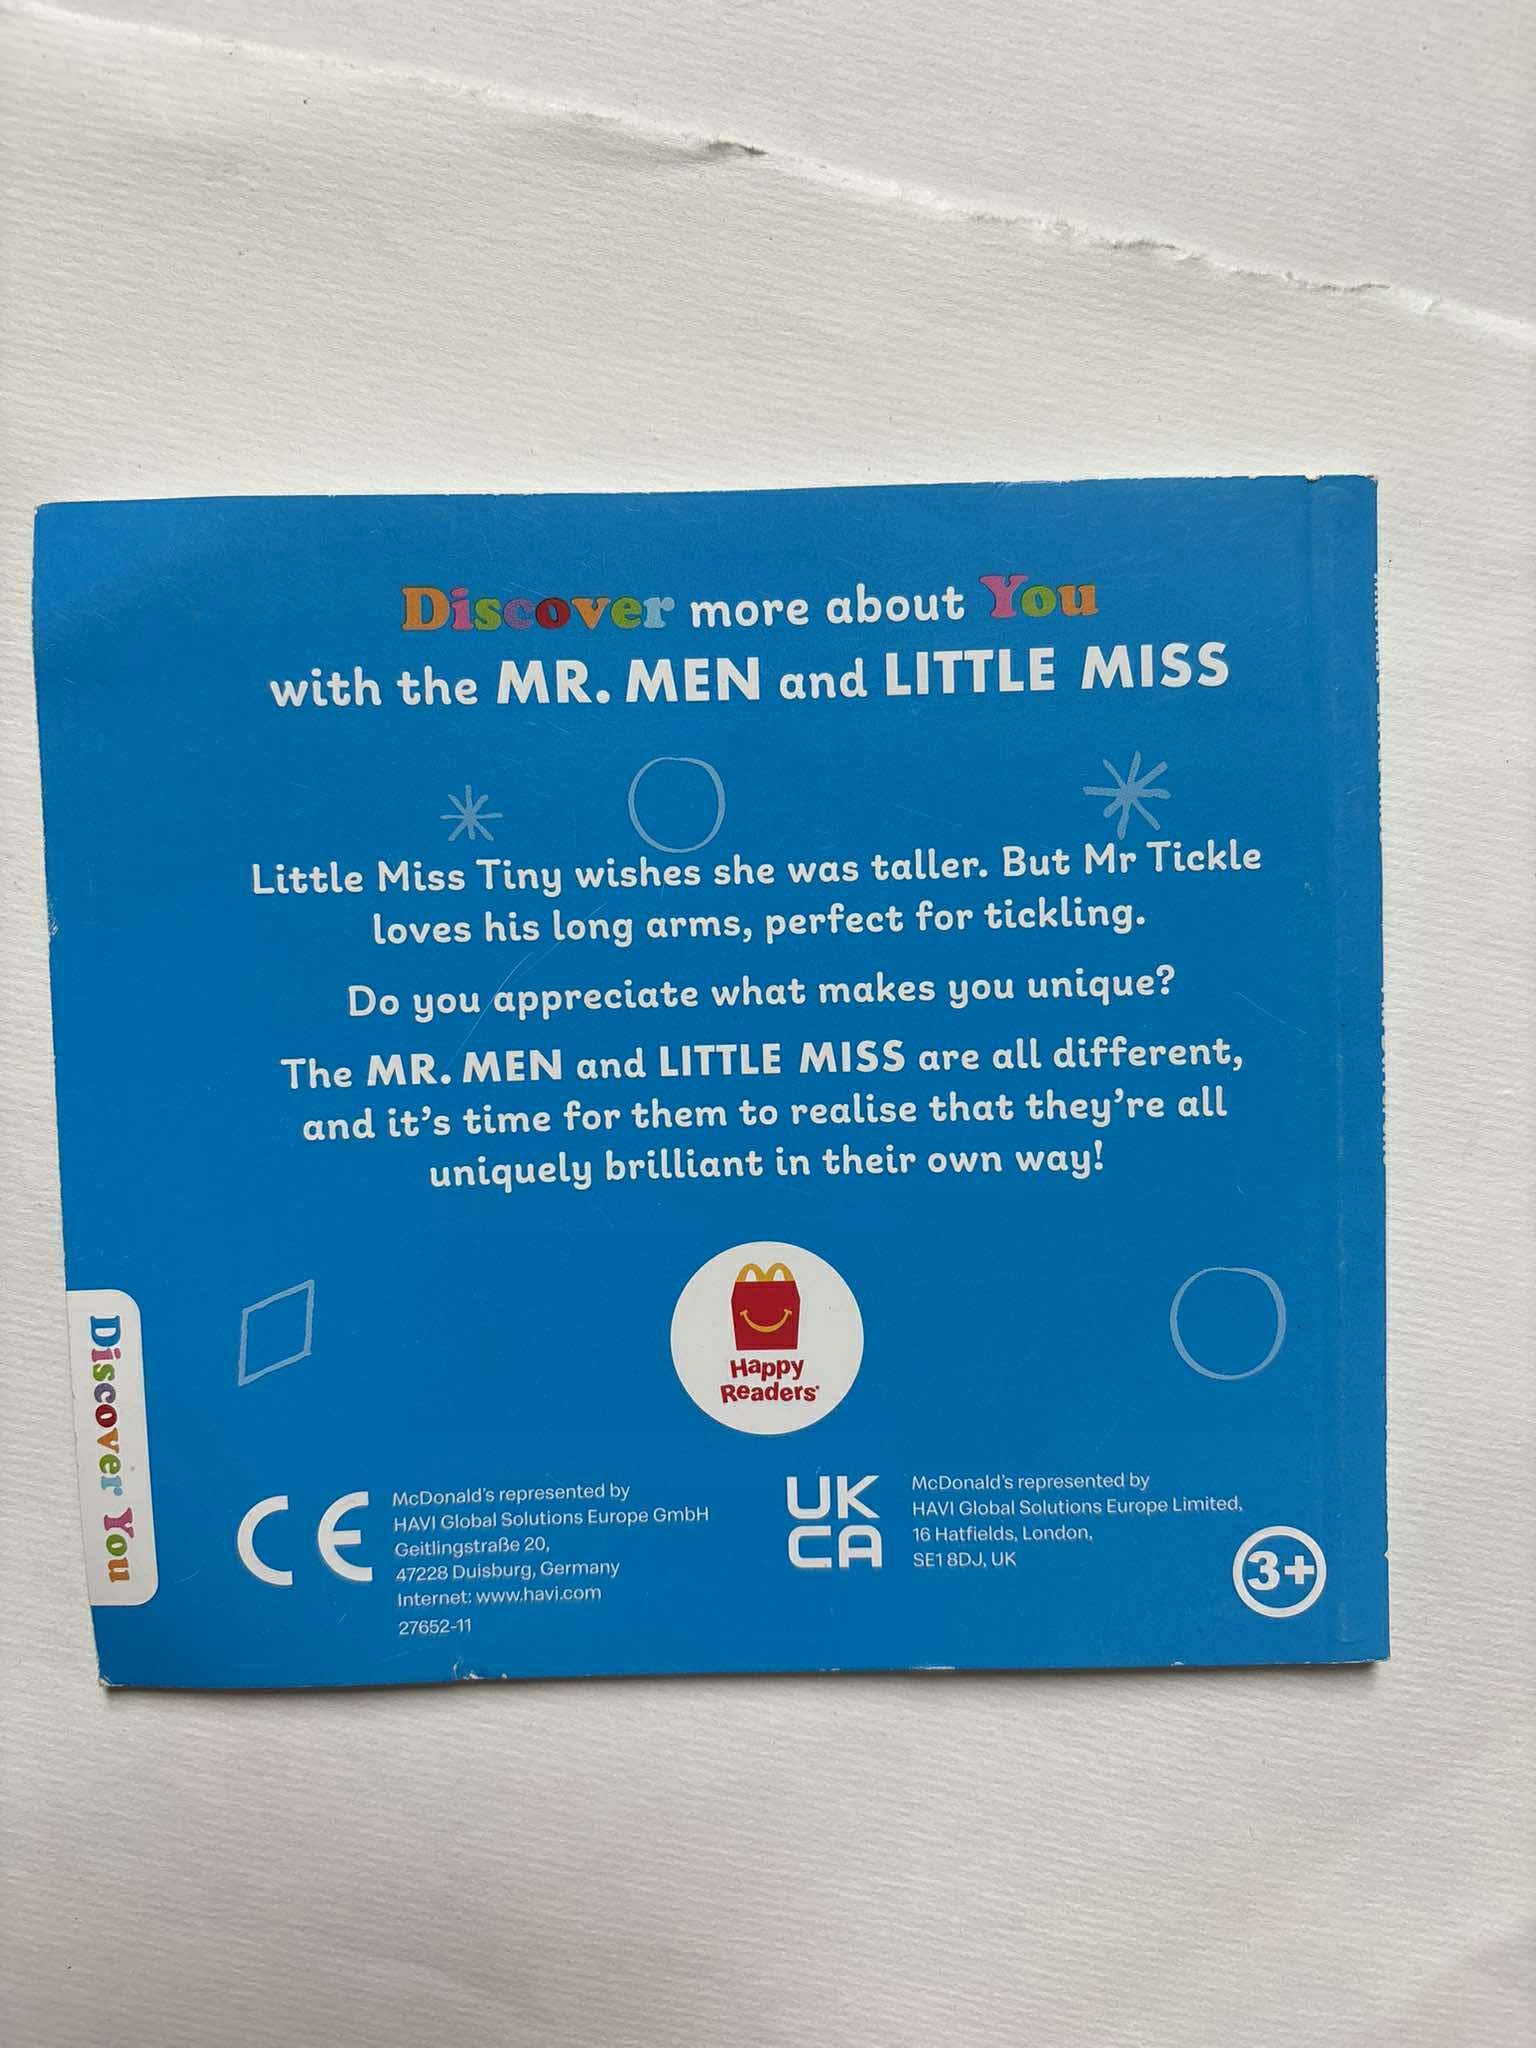 Discover more about You
with the MR. MEN and LITTLE MISS
Little Miss Tiny wishes she was taller. But Mr Tickle
loves his long arms, perfect for tickling.
Do you appreciate what makes you unique?
The MR. MEN and LITTLE MISS are all different,
and it's time for them to realise that they're all
uniquely brilliant in their own way!
Happy
Readers®
Discover You
CE
McDonald's represented by
HAVI Global Solutions Europe GmbH
Geitlingstraße 20,
47228 Duisburg, Germany
Internet: www.havi.com
27652-11
UK
CA
McDonald's represented by
HAVI Global Solutions Europe Limited,
16 Hatfields, London,
SE1 8DJ, UK
3+